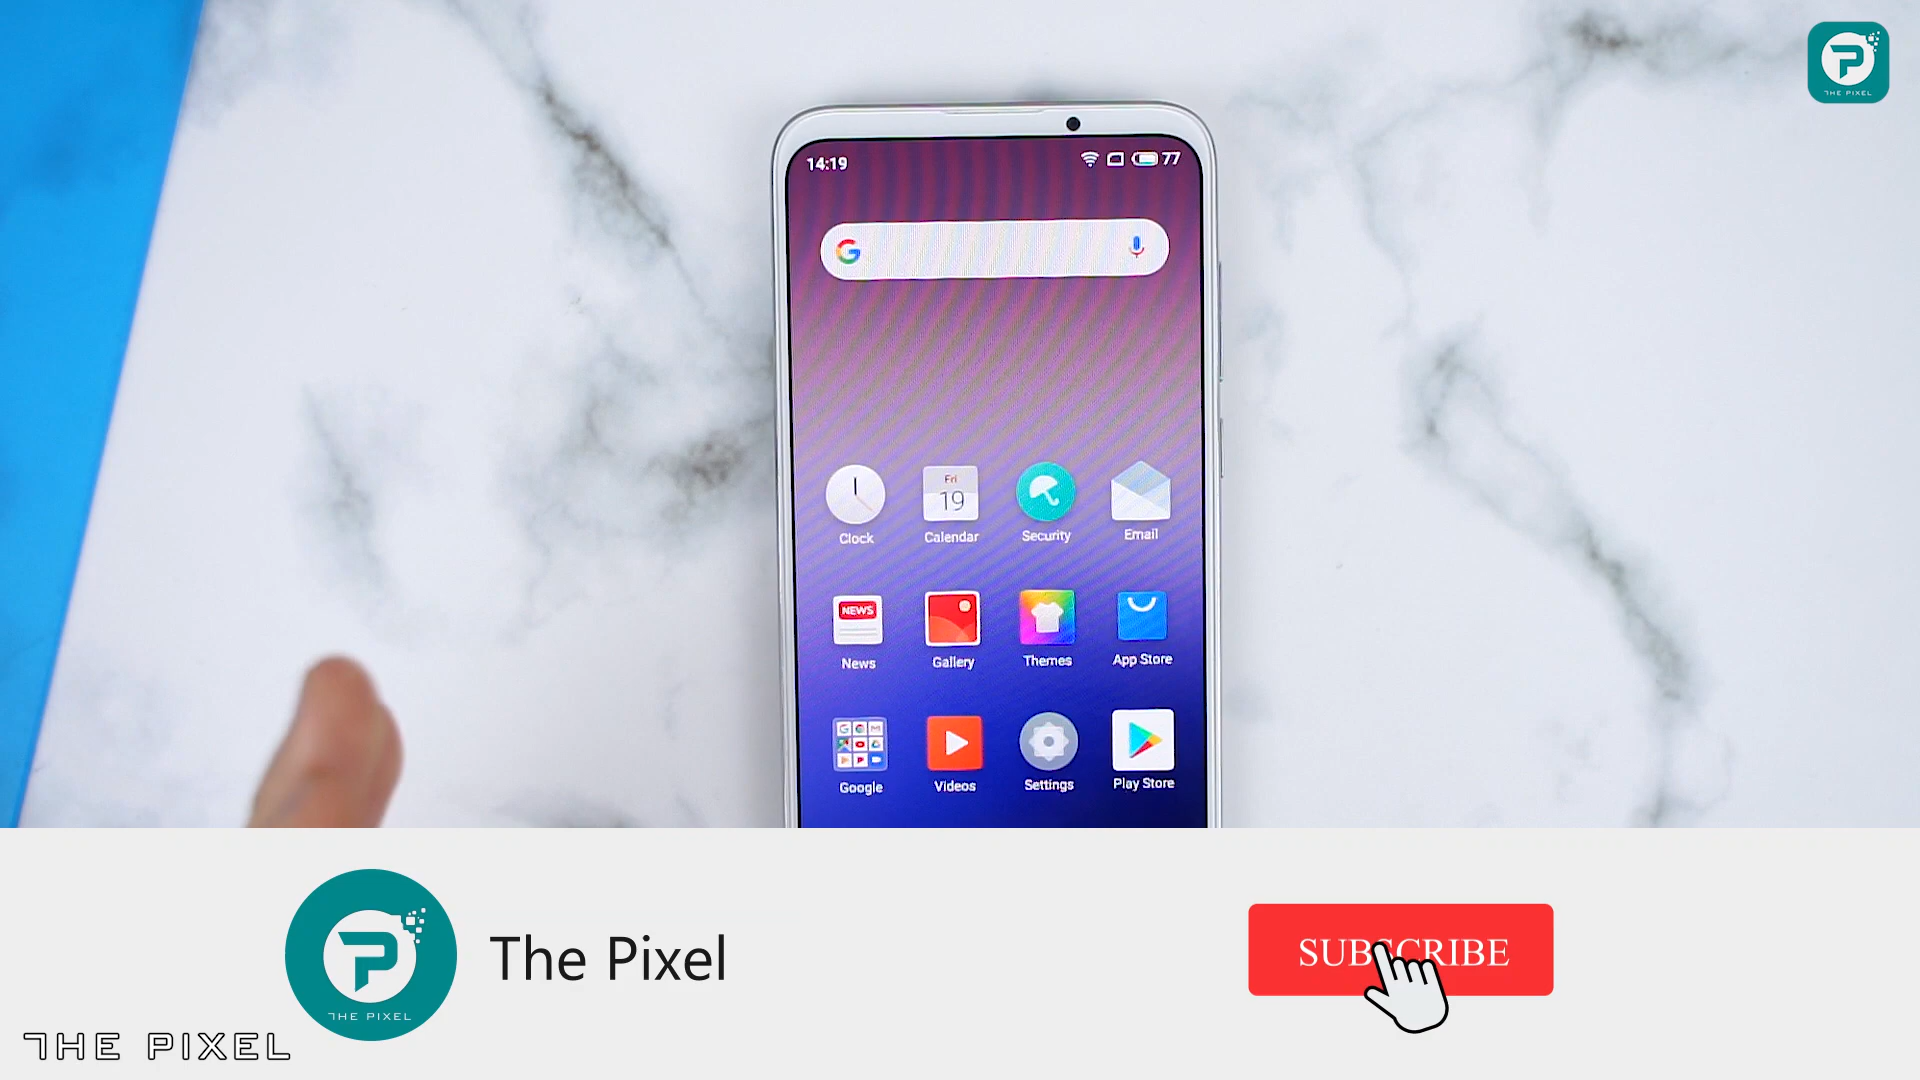 THE PIXEL
14:19
77
Fri
19
Clock
Calendar
Security
Email
NEWS
News
Gallery
Themes
App Store
Google
Videos
Settings
Play Store
The Pixel
SUBSCRIBE
THE PIXEL
THE PIXEL